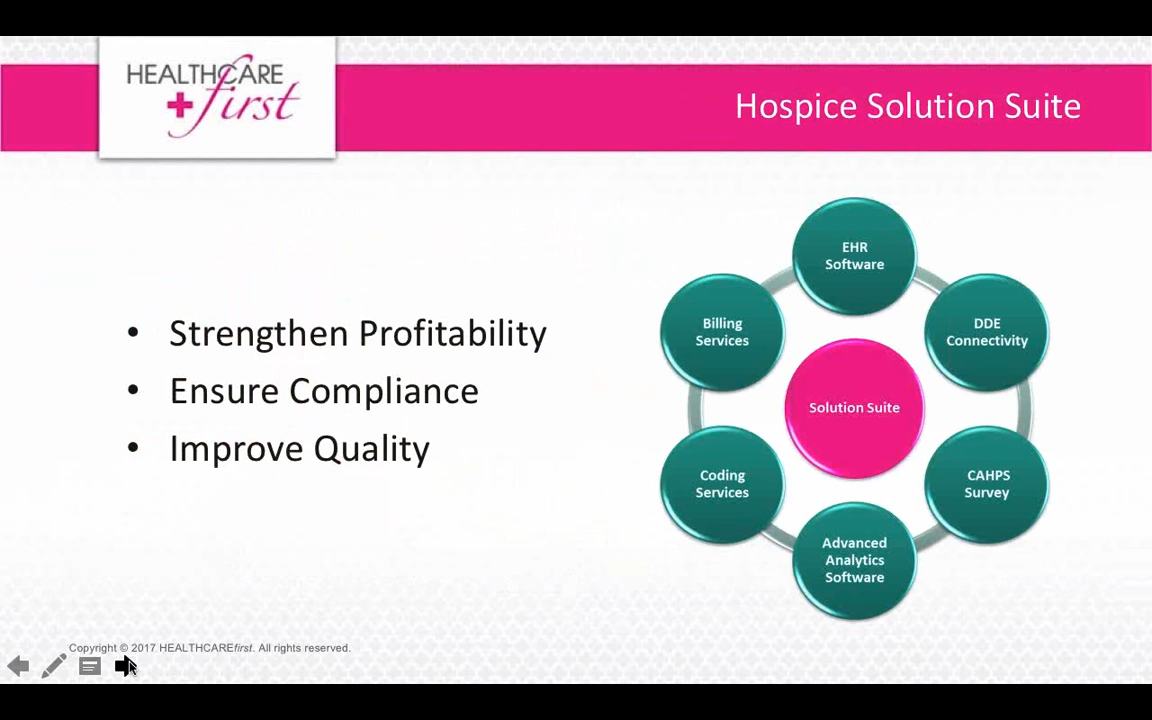 HEALTHCARE
first
Hospice Solution Suite
• Strengthen Profitability
• Ensure Compliance
• Improve Quality
EHR
Software
DDE
Connectivity
CAHPS
Survey
Advanced
Analytics
Software
Coding
Services
Billing
Services
Solution Suite
Copyright © 2017 HEALTHCAREfirst. All rights reserved.